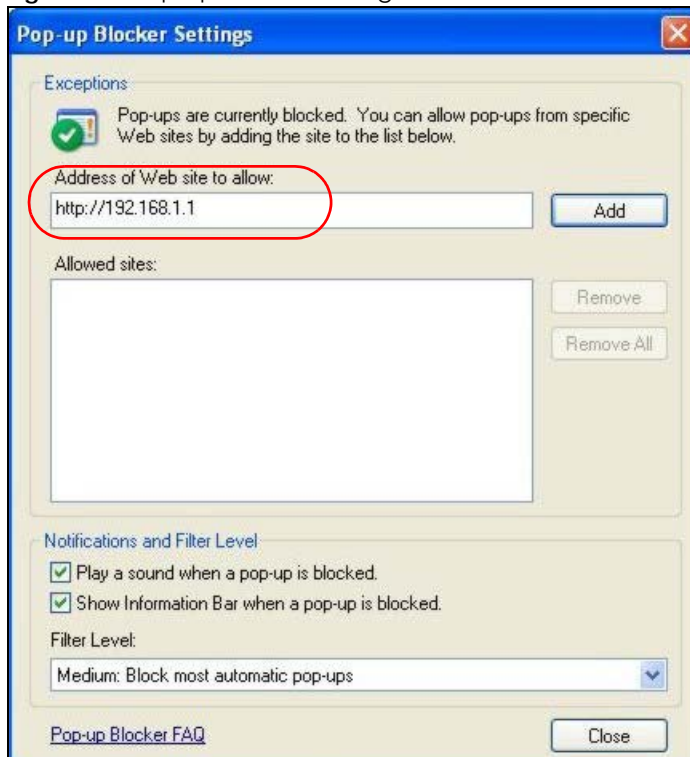 Pop-up Blocker Settings
Exceptions
Pop-ups are currently blocked. You can allow pop-ups from specific
Web sites by adding the site to the list below.
Address of Web site to allow:
http://192.168.1.1
Add
Allowed sites:
Remove
Remove All
Notifications and Filter Level
Play a sound when a pop-up is blocked.
Show Information Bar when a pop-up is blocked.
Filter Level:
Medium: Block most automatic pop-ups
Pop-up Blocker FAQ
Close